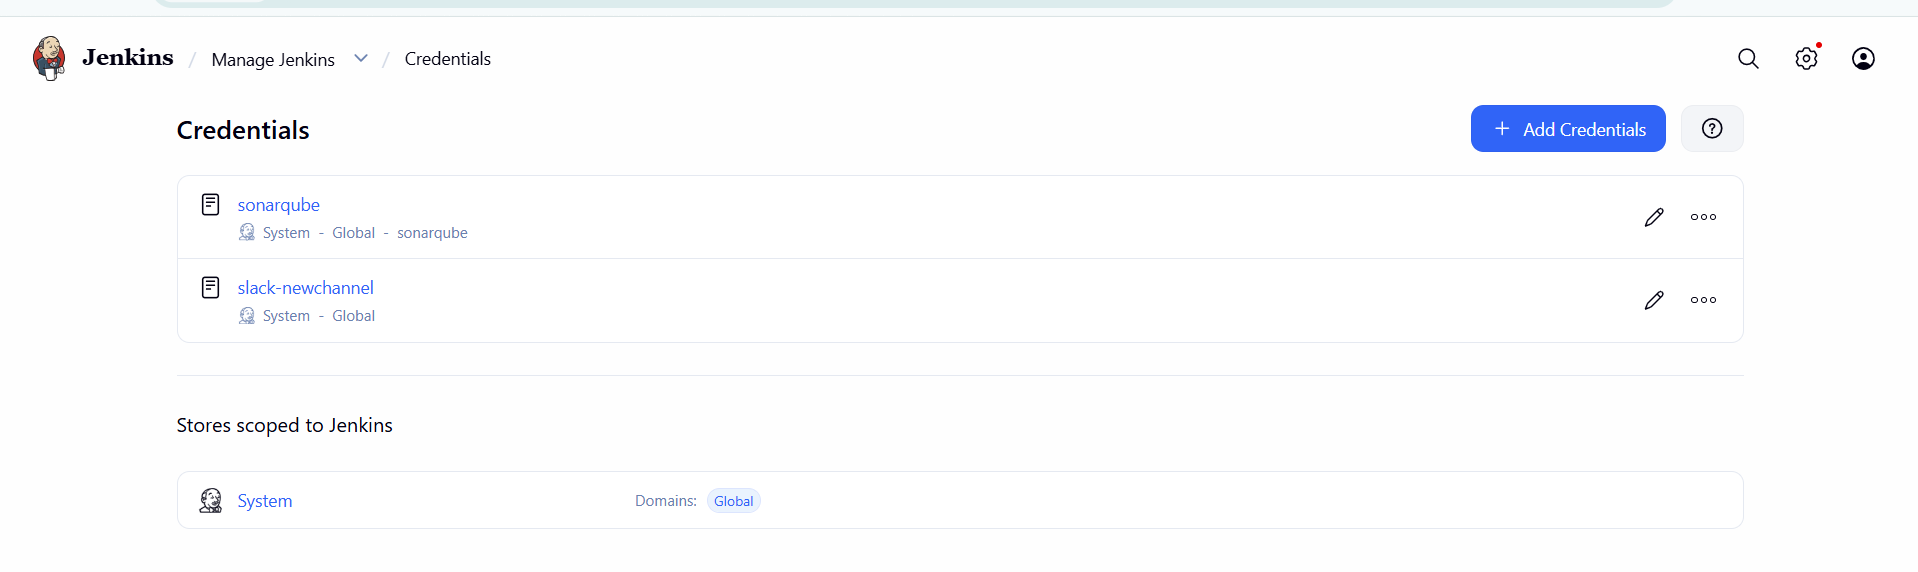 Jenkins / Manage Jenkins / Credentials
Credentials
+ Add Credentials
sonarqube
System - Global - sonarqube
slack-newchannel
System - Global
Stores scoped to Jenkins
System Domains: Global